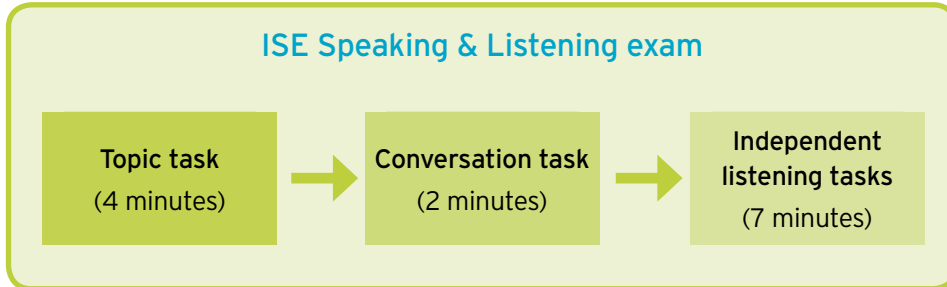 ISE Speaking & Listening exam
Topic task
(4 minutes)
Conversation task
(2 minutes)
Independent
listening tasks
(7 minutes)